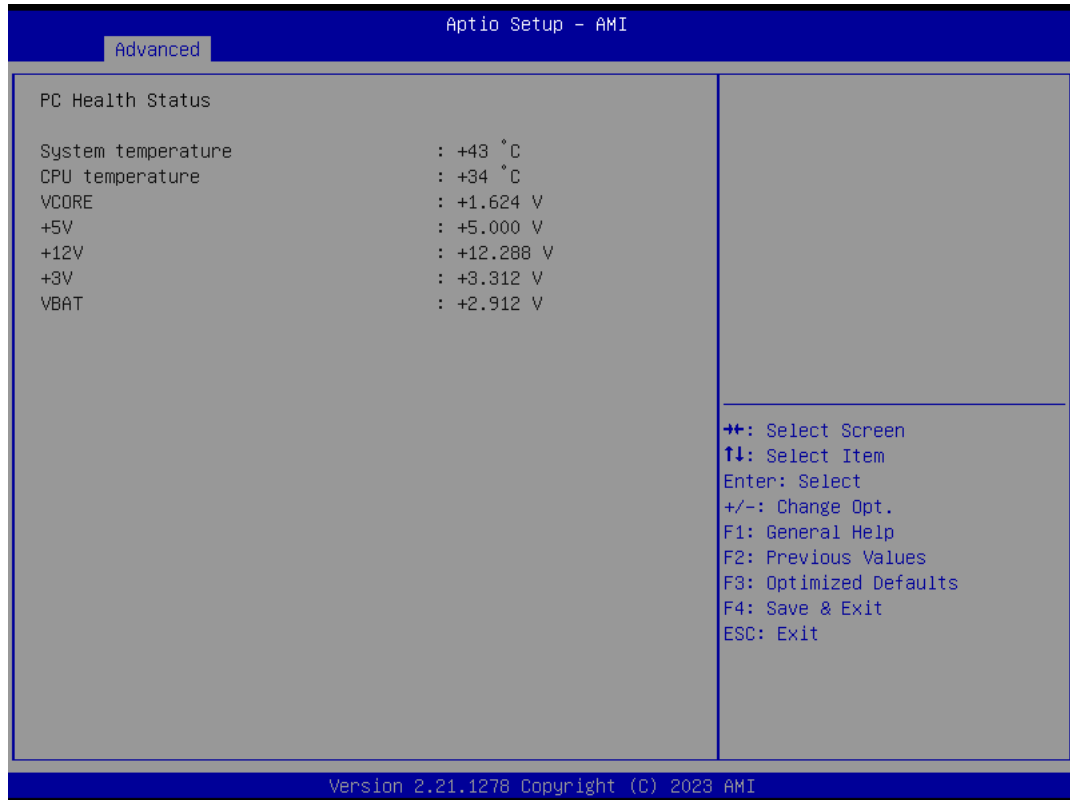 Aptio Setup – AMI
Advanced
PC Health Status
System temperature : +43 °C
CPU temperature : +34 °C
VCORE : +1.624 V
+5V : +5.000 V
+12V : +12.288 V
+3V : +3.312 V
VBAT : +2.912 V
→←: Select Screen
↑↓: Select Item
Enter: Select
+/-: Change Opt.
F1: General Help
F2: Previous Values
F3: Optimized Defaults
F4: Save & Exit
ESC: Exit
Version 2.21.1278 Copyright (C) 2023 AMI